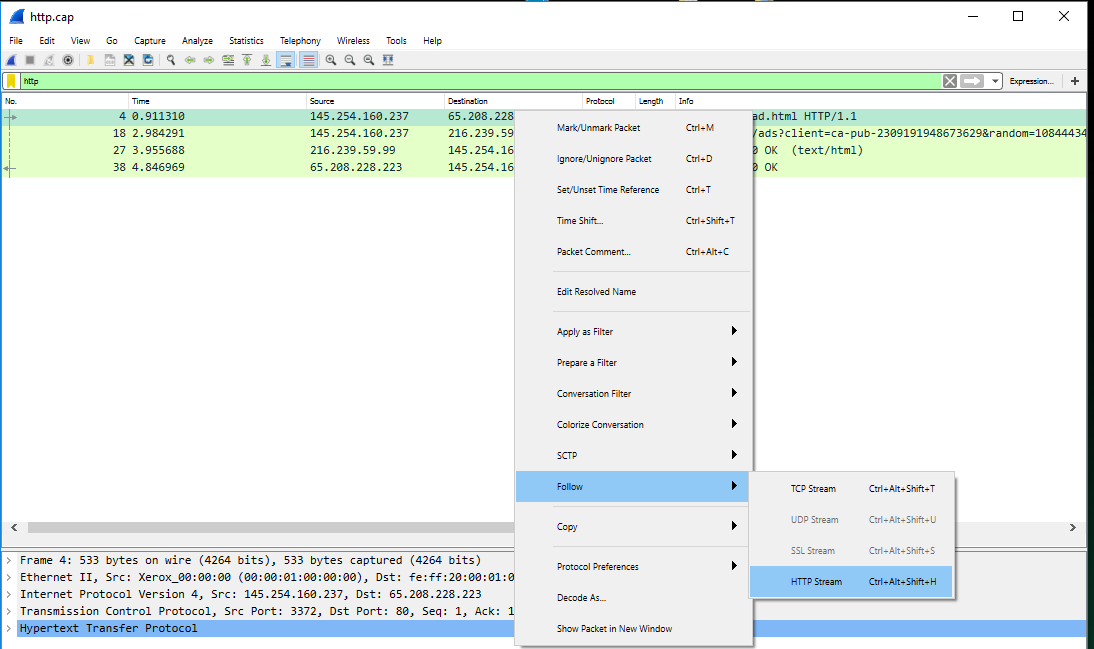 http.cap
File Edit View Go Capture Analyze Statistics Telephony Wireless Tools Help
http Expression... +
No. Time Source Destination Protocol Length Info
4 0.911310 145.254.160.237 65.208.228 ad.html HTTP/1.1
18 2.984291 145.254.160.237 216.239.59 /ads?client=ca-pub-2309191948673629&random=10844434
27 3.955688 216.239.59.99 145.254.16 0 OK (text/html)
38 4.846969 65.208.228.223 145.254.16 0 OK
Mark/Unmark Packet Ctrl+M
Ignore/Unignore Packet Ctrl+D
Set/Unset Time Reference Ctrl+T
Time Shift... Ctrl+Shift+T
Packet Comment... Ctrl+Alt+C
Edit Resolved Name
Apply as Filter
Prepare a Filter
Conversation Filter
Colorize Conversation
SCTP
Follow
Copy
Protocol Preferences
Decode As...
Show Packet in New Window
TCP Stream Ctrl+Alt+Shift+T
UDP Stream Ctrl+Alt+Shift+U
SSL Stream Ctrl+Alt+Shift+S
HTTP Stream Ctrl+Alt+Shift+H
Frame 4: 533 bytes on wire (4264 bits), 533 bytes captured (4264 bits)
Ethernet II, Src: Xerox_00:00:00 (00:00:01:00:00:00), Dst: fe:ff:20:00:01:0
Internet Protocol Version 4, Src: 145.254.160.237, Dst: 65.208.228.223
Transmission Control Protocol, Src Port: 3372, Dst Port: 80, Seq: 1, Ack: 1
Hypertext Transfer Protocol